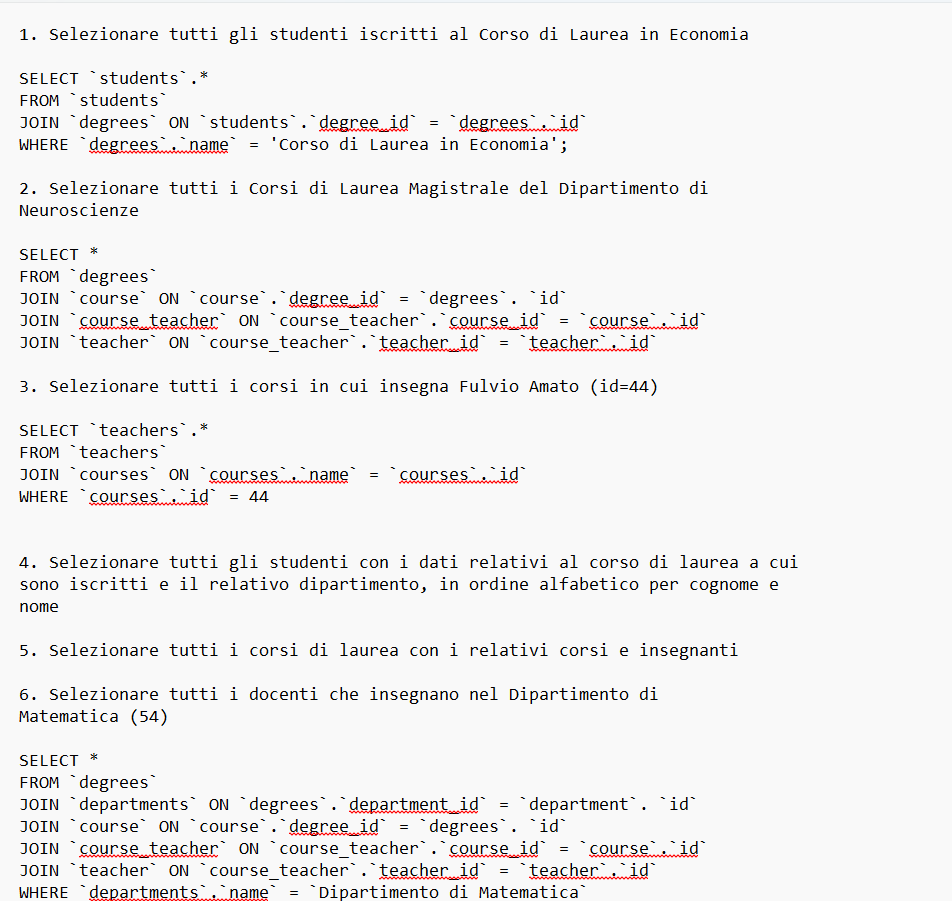 1. Selezionare tutti gli studenti iscritti al Corso di Laurea in Economia
SELECT `students`.*
FROM `students`
JOIN `degrees` ON `students`.`degree_id` = `degrees`.`id`
WHERE `degrees`.`name` = 'Corso di Laurea in Economia';
2. Selezionare tutti i Corsi di Laurea Magistrale del Dipartimento di
Neuroscienze
SELECT *
FROM `degrees`
JOIN `course` ON `course`.`degree_id` = `degrees`. `id`
JOIN `course_teacher` ON `course_teacher`.`course_id` = `course`.`id`
JOIN `teacher` ON `course_teacher`.`teacher_id` = `teacher`.`id`
3. Selezionare tutti i corsi in cui insegna Fulvio Amato (id=44)
SELECT `teachers`.*
FROM `teachers`
JOIN `courses` ON `courses`.`name` = `courses`.`id`
WHERE `courses`.`id` = 44
4. Selezionare tutti gli studenti con i dati relativi al corso di laurea a cui
sono iscritti e il relativo dipartimento, in ordine alfabetico per cognome e
nome
5. Selezionare tutti i corsi di laurea con i relativi corsi e insegnanti
6. Selezionare tutti i docenti che insegnano nel Dipartimento di
Matematica (54)
SELECT *
FROM `degrees`
JOIN `departments` ON `degrees`.`department_id` = `department`. `id`
JOIN `course` ON `course`.`degree_id` = `degrees`. `id`
JOIN `course_teacher` ON `course_teacher`.`course_id` = `course`.`id`
JOIN `teacher` ON `course_teacher`.`teacher_id` = `teacher`.`id`
WHERE `departments`.`name` = `Dipartimento di Matematica`